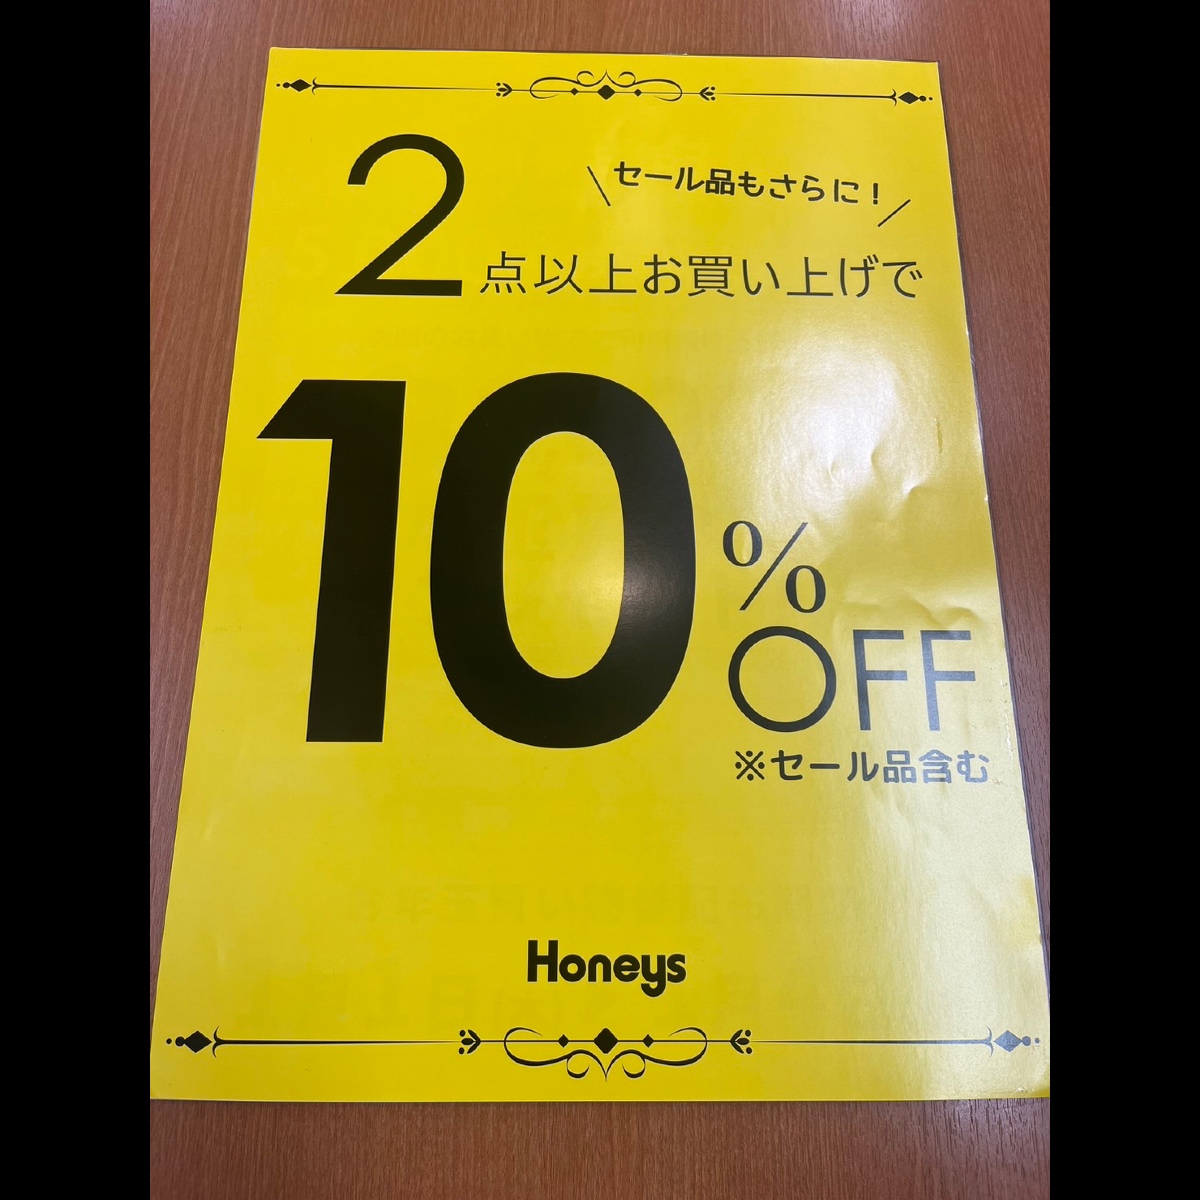 セール品もさらに!
2点以上お買い上げで
10%
OFF
※セール品含む
Honeys